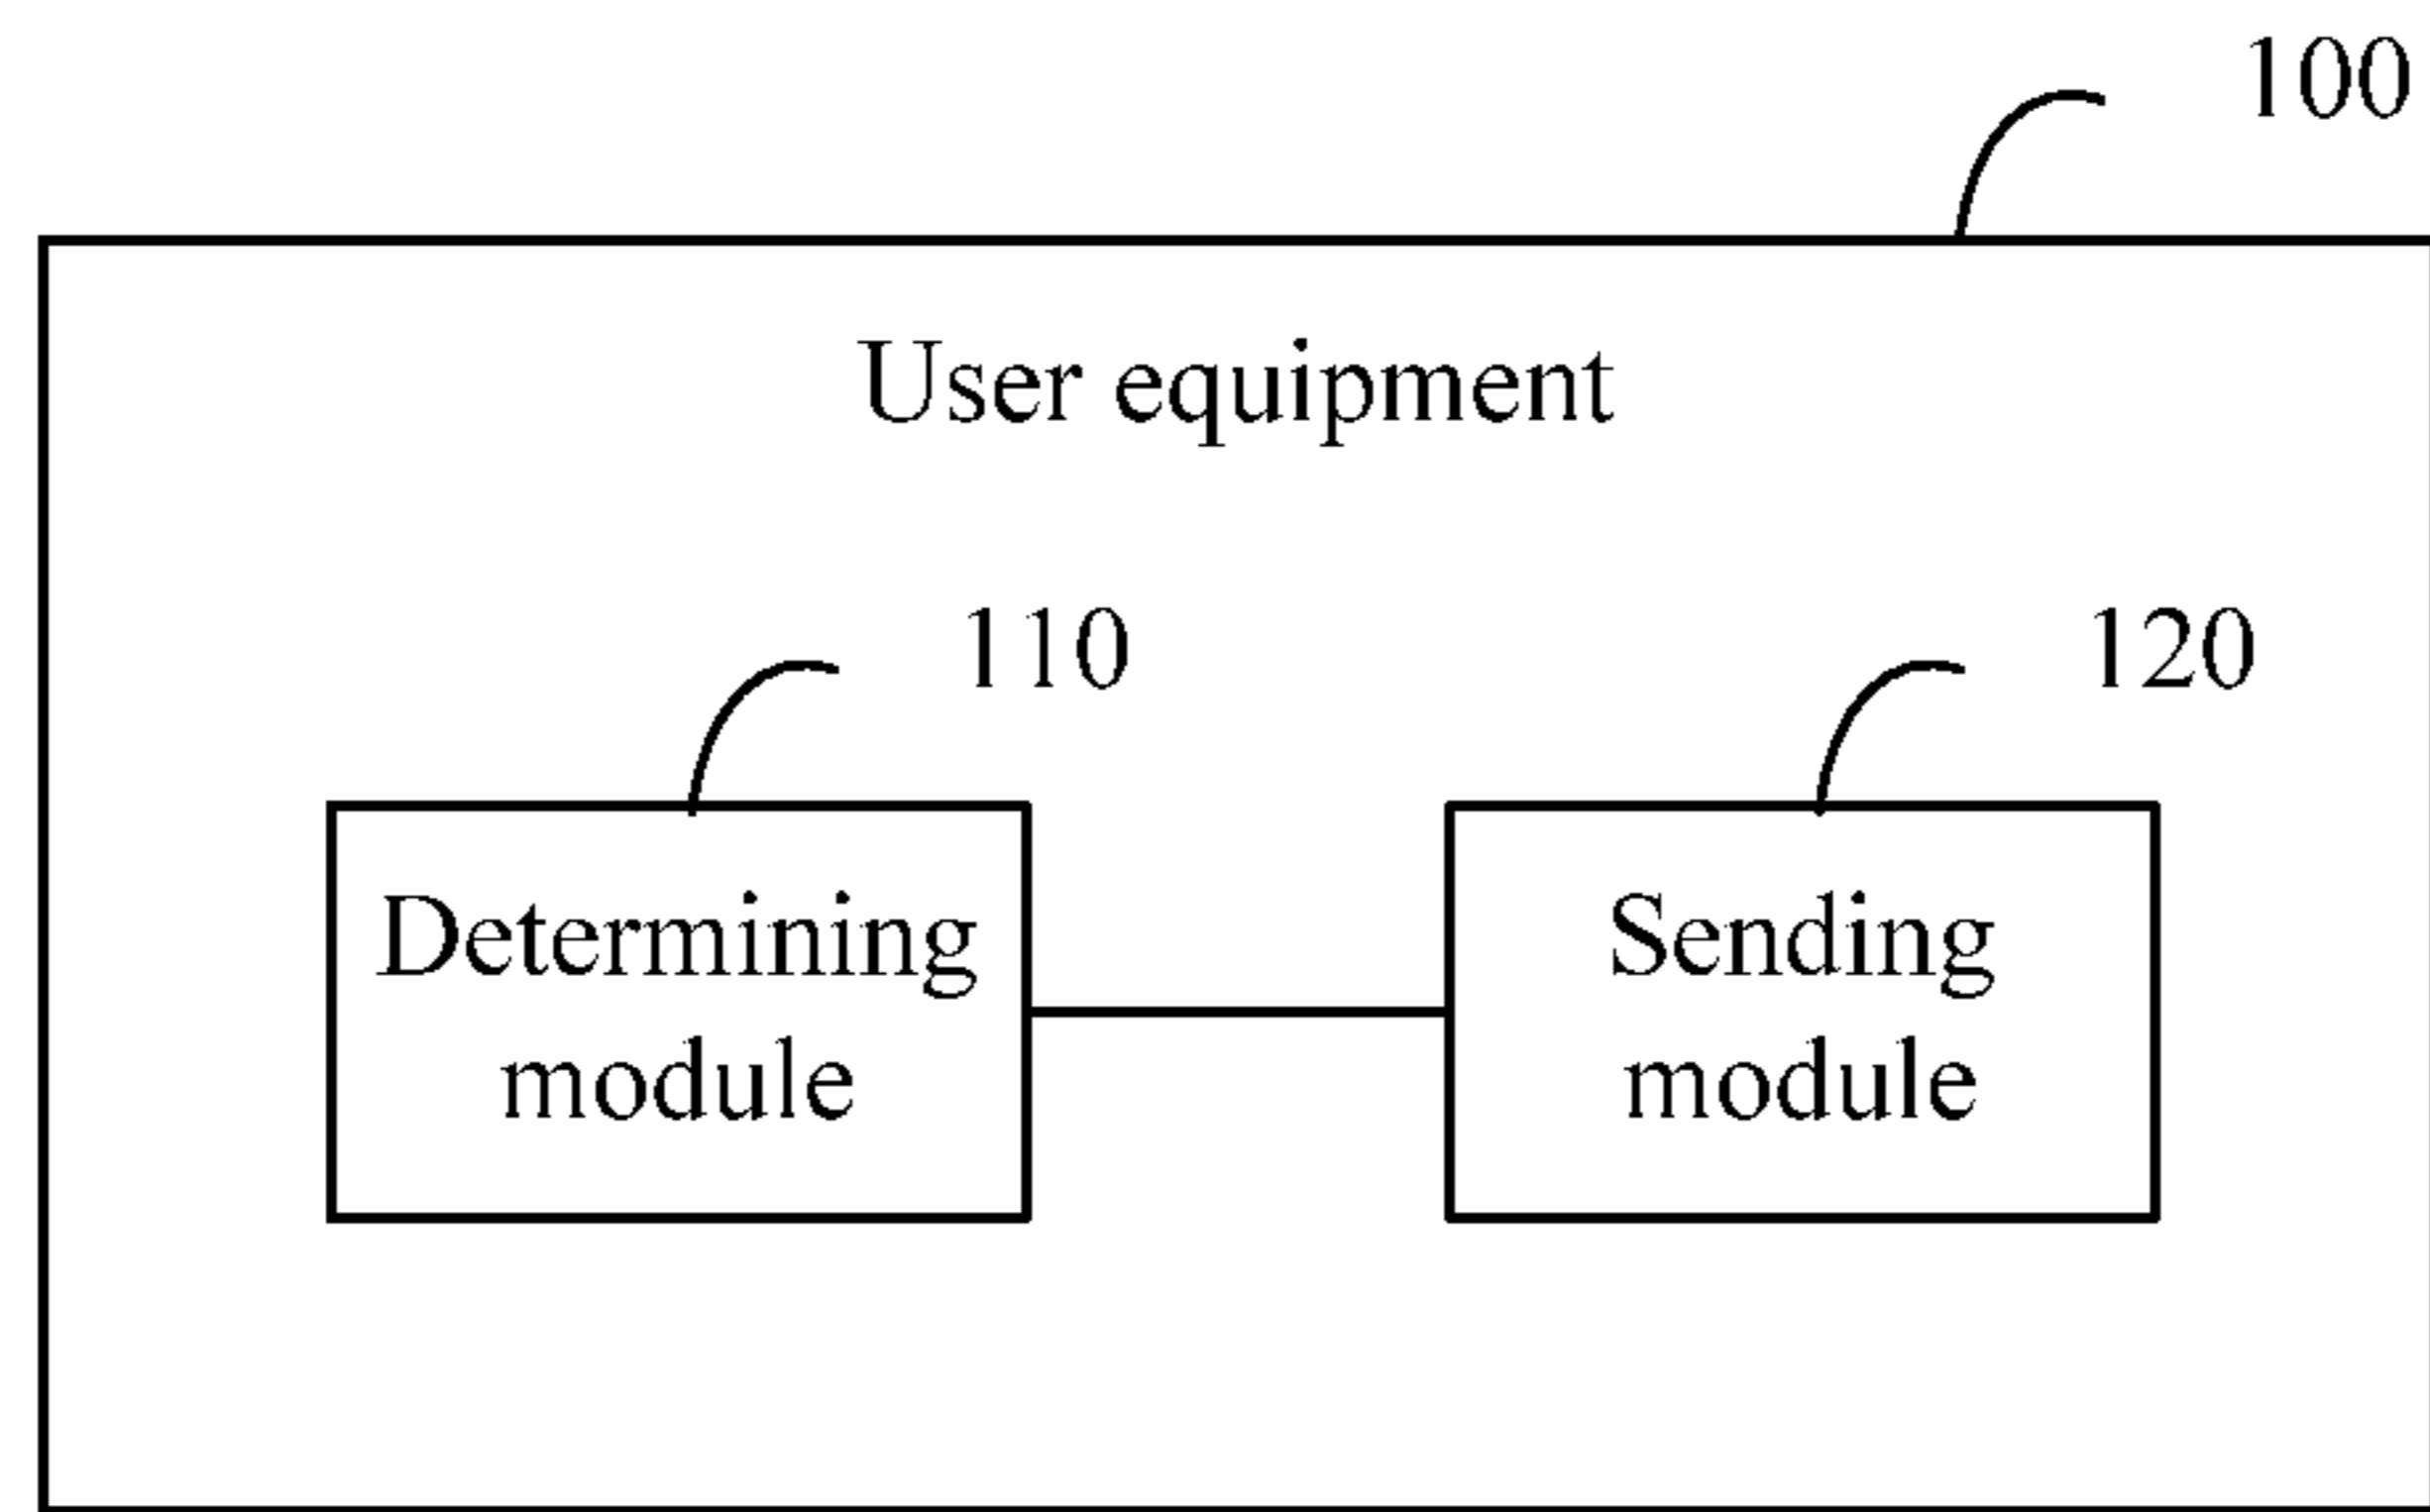 100
User equipment
110
120
Determining
module
Sending
module